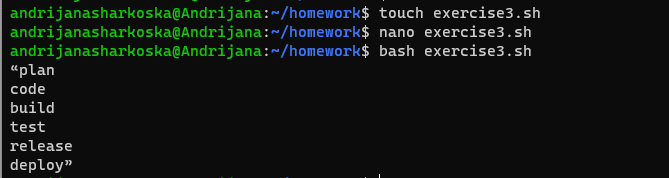 andrijanasharkoska@Andrijana:~/homework$ touch exercise3.sh
andrijanasharkoska@Andrijana:~/homework$ nano exercise3.sh
andrijanasharkoska@Andrijana:~/homework$ bash exercise3.sh
“plan
code
build
test
release
deploy”